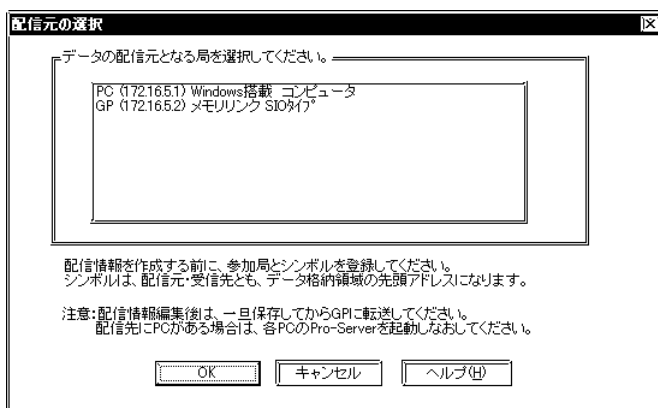 配信元の選択
データの配信元となる局を選択してください。
PC (172.16.5.1) Windows搭載 コンピュータ
GP (172.16.5.2) メモリリンク SIOタイプ
配信情報を作成する前に、参加局とシンボルを登録してください。
シンボルは、配信元・受信先とも、データ格納領域の先頭アドレスになります。
注意:配信情報編集後は、一旦保存してからGPに転送してください。
配信先にPCがある場合は、各PCのPro-Serverを起動しなおしてください。
OK キャンセル ヘルプ(H)